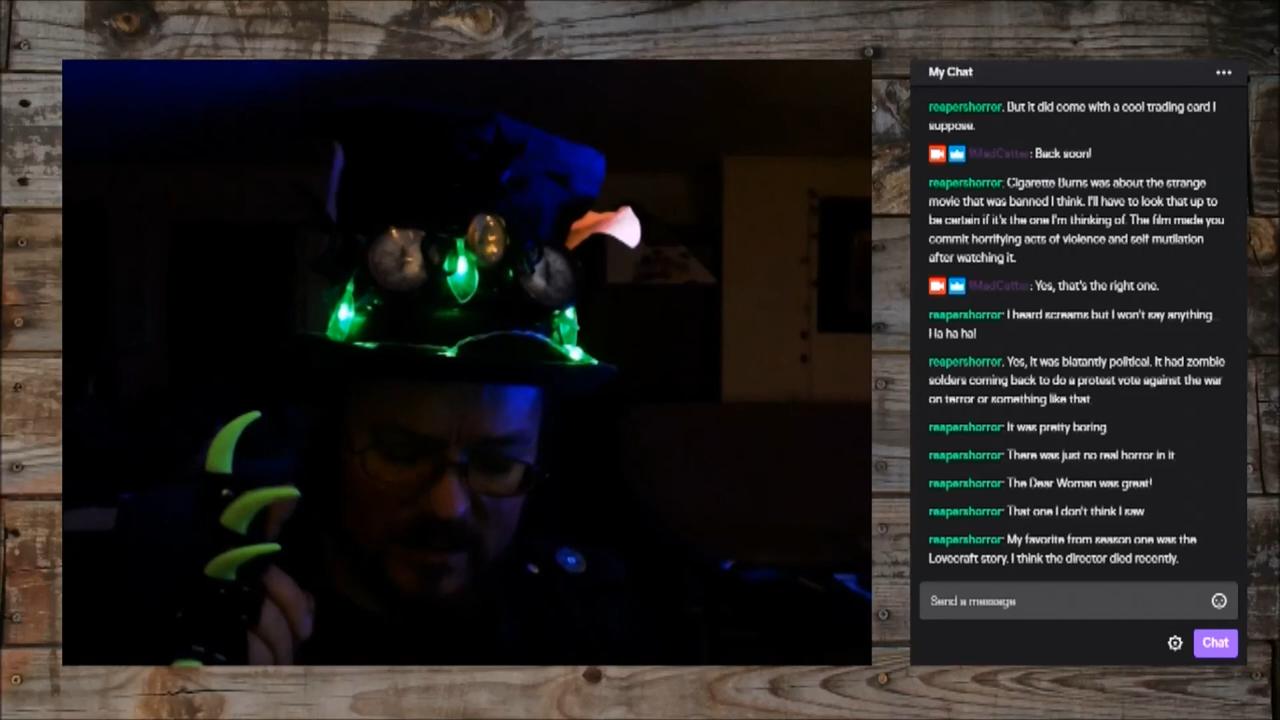 My Chat
reapershorror: But it did come with a cool trading card I
suppose.
!MadCatter: Back soon!
reapershorror: Cigarette Burns was about the strange
movie that was banned I think. I'll have to look that up to
be certain if it's the one I'm thinking of. The film made you
commit horrifying acts of violence and self mutilation
after watching it.
!MadCatter: Yes, that's the right one.
reapershorror: I heard screams but I won't say anything...
Ha ha ha!
reapershorror: Yes, it was blatantly political. It had zombie
solders coming back to do a protest vote against the war
on terror or something like that
reapershorror: It was pretty boring
reapershorror: There was just no real horror in it
reapershorror: The Dear Woman was great!
reapershorror: That one I don't think I saw
reapershorror: My favorite from season one was the
Lovecraft story. I think the director died recently.
Send a message
Chat